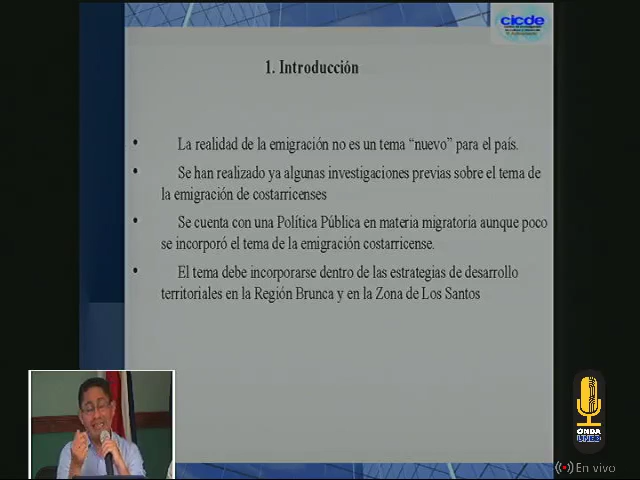 cicde
1. Introducción
• La realidad de la emigración no es un tema “nuevo” para el país.
• Se han realizado ya algunas investigaciones previas sobre el tema de
la emigración de costarricenses
• Se cuenta con una Política Pública en materia migratoria aunque poco
se incorporó el tema de la emigración costarricense.
• El tema debe incorporarse dentro de las estrategias de desarrollo
territoriales en la Región Brunca y en la Zona de Los Santos
ONDA
UNED
En vivo